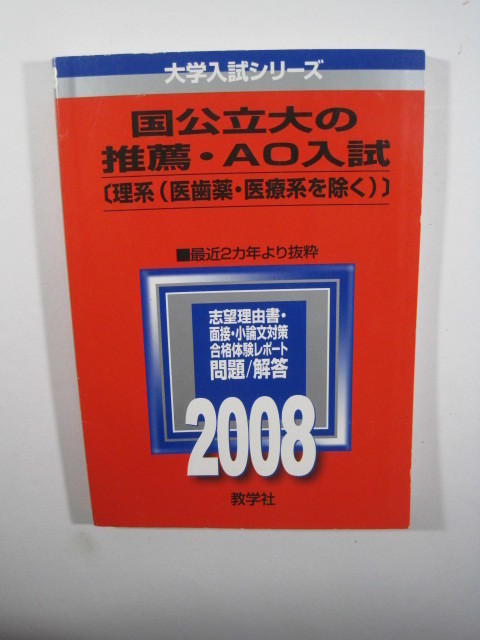 大学入試シリーズ
国公立大の
推薦・AO入試
〔理系（医歯薬・医療系を除く）〕
■最近2カ年より抜粋
志望理由書・
面接・小論文対策
合格体験レポート
問題/解答
2008
教学社